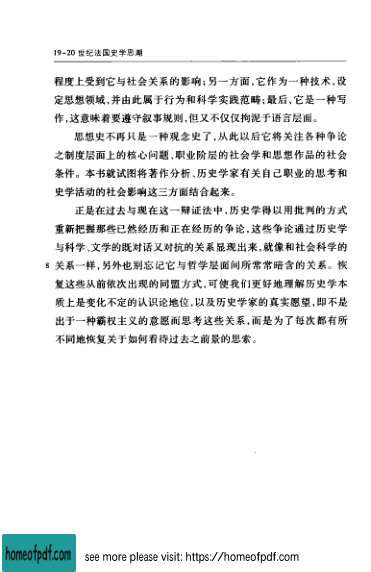 19-20 世纪法国史学思潮
程度上受到它与社会关系的影响；另一方面，它作为一种技术，设
定思想领域，并由此属于行为和科学实践范畴；最后，它是一种写
作，这意味着要遵守叙事规则，但又不仅仅拘泥于语言层面。
思想史不再只是一种观念史了，从此以后它将关注各种争论
之制度层面上的核心问题、职业阶层的社会学和思想作品的社会
条件。本书就试图将著作分析、历史学家有关自己职业的思考和
史学活动的社会影响这三方面结合起来。
正是在过去与现在这一辩证法中，历史学得以用批判的方式
重新把握那些已然经历和正在经历的争论，这些争论通过历史学
与科学、文学的既对话又对抗的关系显现出来，就像和社会科学的
8 关系一样，另外也别忘记它与哲学层面间所常常暗含的关系。恢
复这些从前依次出现的同盟方式，可使我们更好地理解历史学本
质上是变化不定的认识论地位，以及历史学家的真实愿望，即不是
出于一种霸权主义的意愿而思考这些关系，而是为了每次都有所
不同地恢复关于如何看待过去之前景的思索。
homeofpdf.com
see more please visit: https://homeofpdf.com